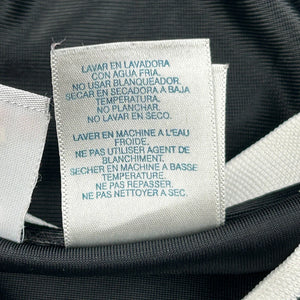 LAVAR EN LAVADORA
CON AGUA FRIA.
NO USAR BLANQUEADOR.
SECAR EN SECADORA A BAJA
TEMPERATURA.
NO PLANCHAR.
NO LAVAR EN SECO.
LAVER EN MACHINE A L'EAU
FROIDE.
NE PAS UTILISER AGENT DE
BLANCHIMENT.
SECHER EN MACHINE A BASSE
TEMPERATURE.
NE PAS REPASSER.
NE PAS NETTOYER A SEC.